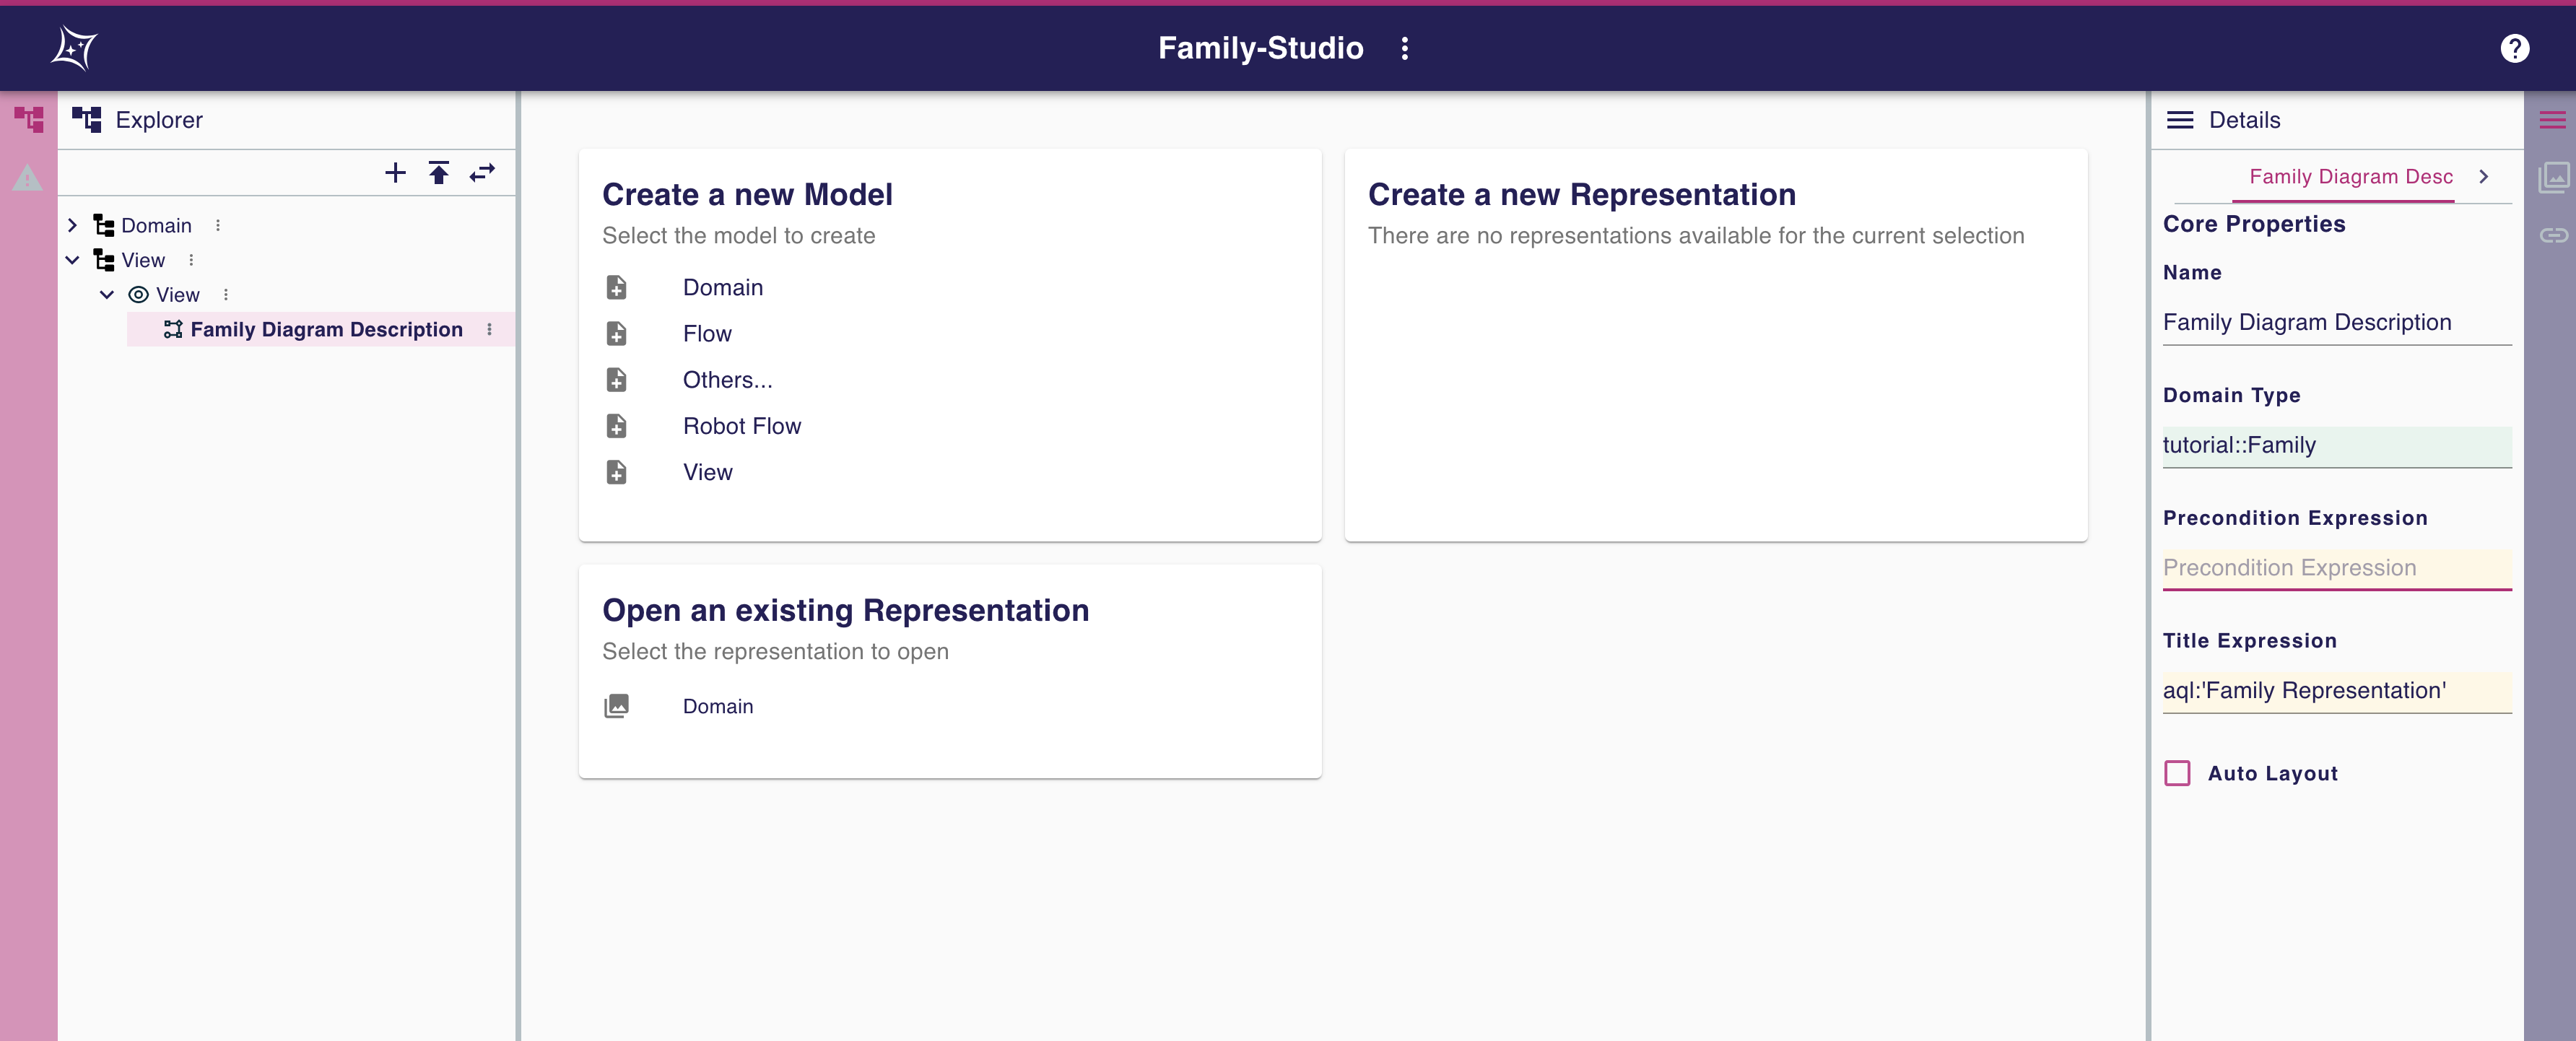 Family-Studio
Explorer
Domain
View
View
Family Diagram Description
Create a new Model
Select the model to create
Domain
Flow
Others...
Robot Flow
View
Create a new Representation
There are no representations available for the current selection
Open an existing Representation
Select the representation to open
Domain
Details
Family Diagram Desc
Core Properties
Name
Family Diagram Description
Domain Type
tutorial::Family
Precondition Expression
Precondition Expression
Title Expression
aql:'Family Representation'
Auto Layout